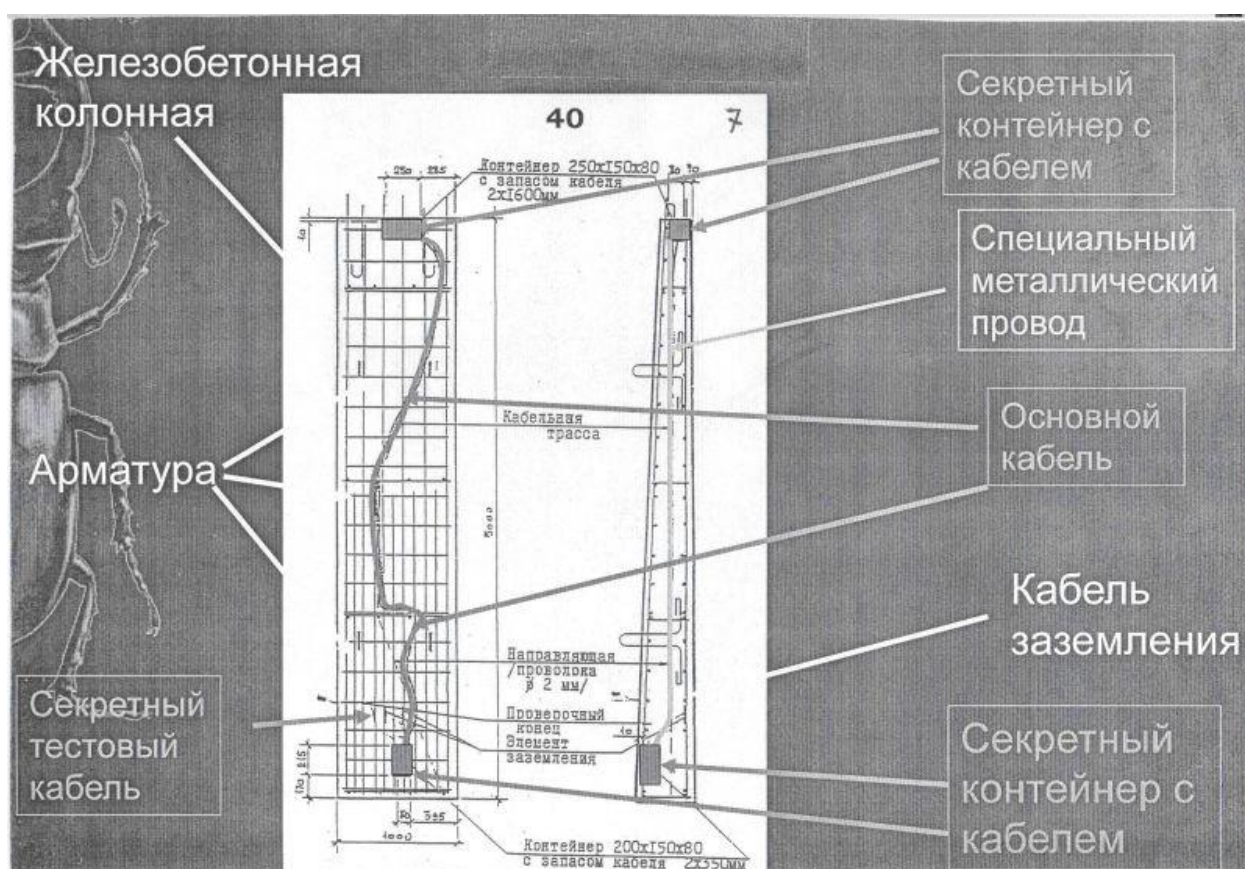 Железобетонная
колонная
40
7
Контейнер 250х150х80
с запасом кабеля
2х1600мм
Секретный
контейнер с
кабелем
Специальный
металлический
провод
Основной
кабель
Кабельная
трасса
Арматура
5000
Кабель
заземления
Направляющая
/проволока
ø 2 мм/
Проверочный
конец
Элемент
заземления
Секретный
тестовый
кабель
Секретный
контейнер с
кабелем
1000
Контейнер 200х150х80
с запасом кабеля 2х350мм